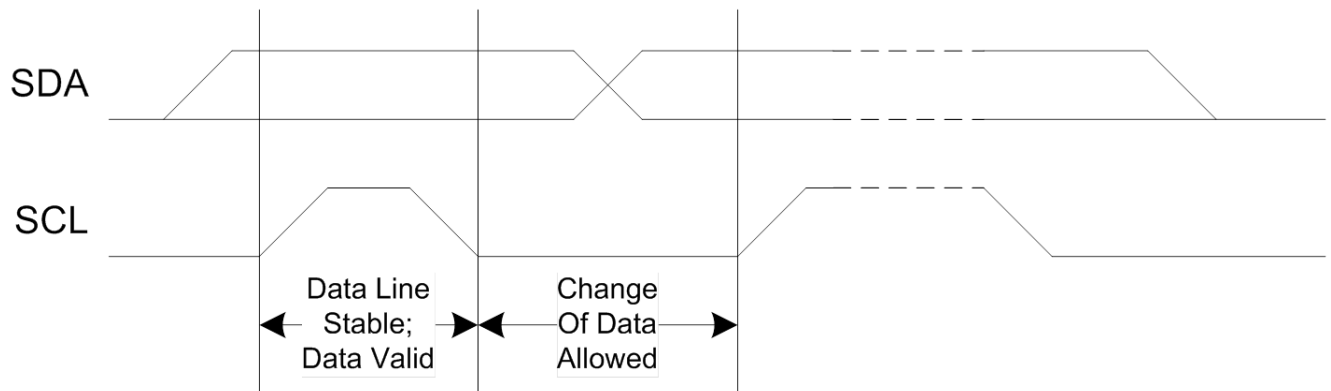 SDA
SCL
Data Line
Stable;
Data Valid
Change
Of Data
Allowed